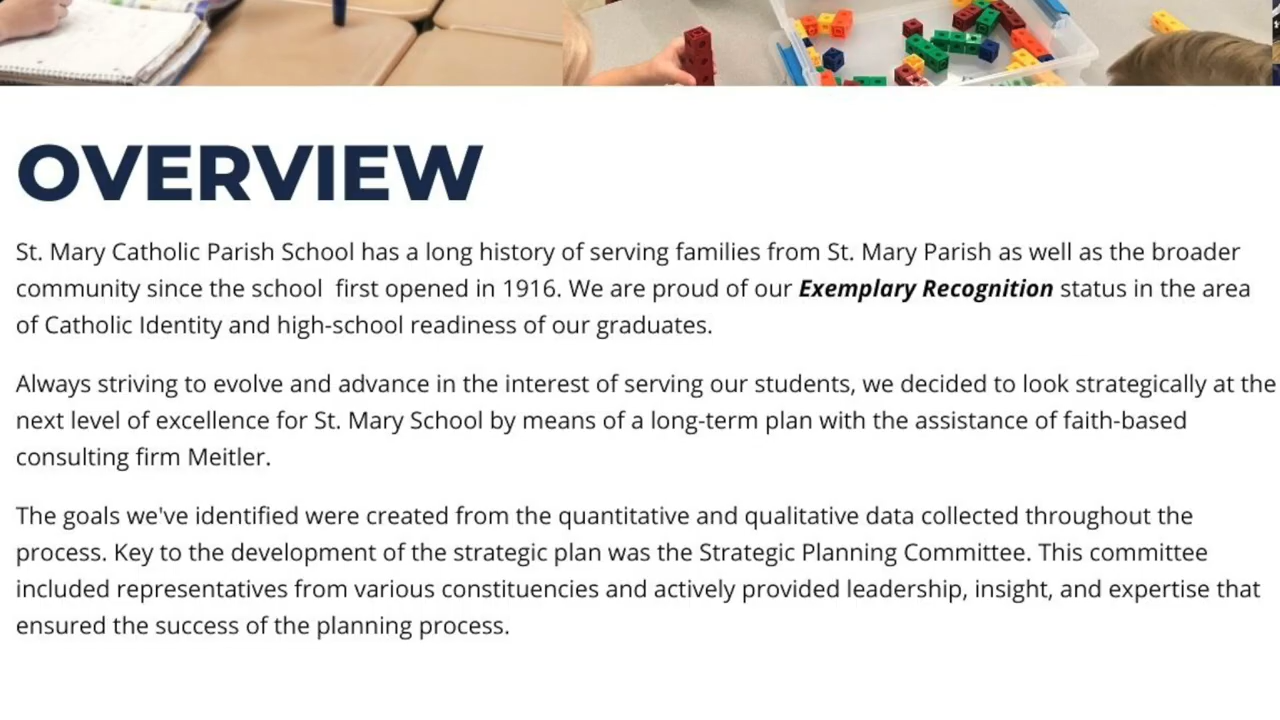 OVERVIEW
St. Mary Catholic Parish School has a long history of serving families from St. Mary Parish as well as the broader
community since the school  first opened in 1916. We are proud of our Exemplary Recognition status in the area
of Catholic Identity and high-school readiness of our graduates.
Always striving to evolve and advance in the interest of serving our students, we decided to look strategically at the
next level of excellence for St. Mary School by means of a long-term plan with the assistance of faith-based
consulting firm Meitler.
The goals we've identified were created from the quantitative and qualitative data collected throughout the
process. Key to the development of the strategic plan was the Strategic Planning Committee. This committee
included representatives from various constituencies and actively provided leadership, insight, and expertise that
ensured the success of the planning process.